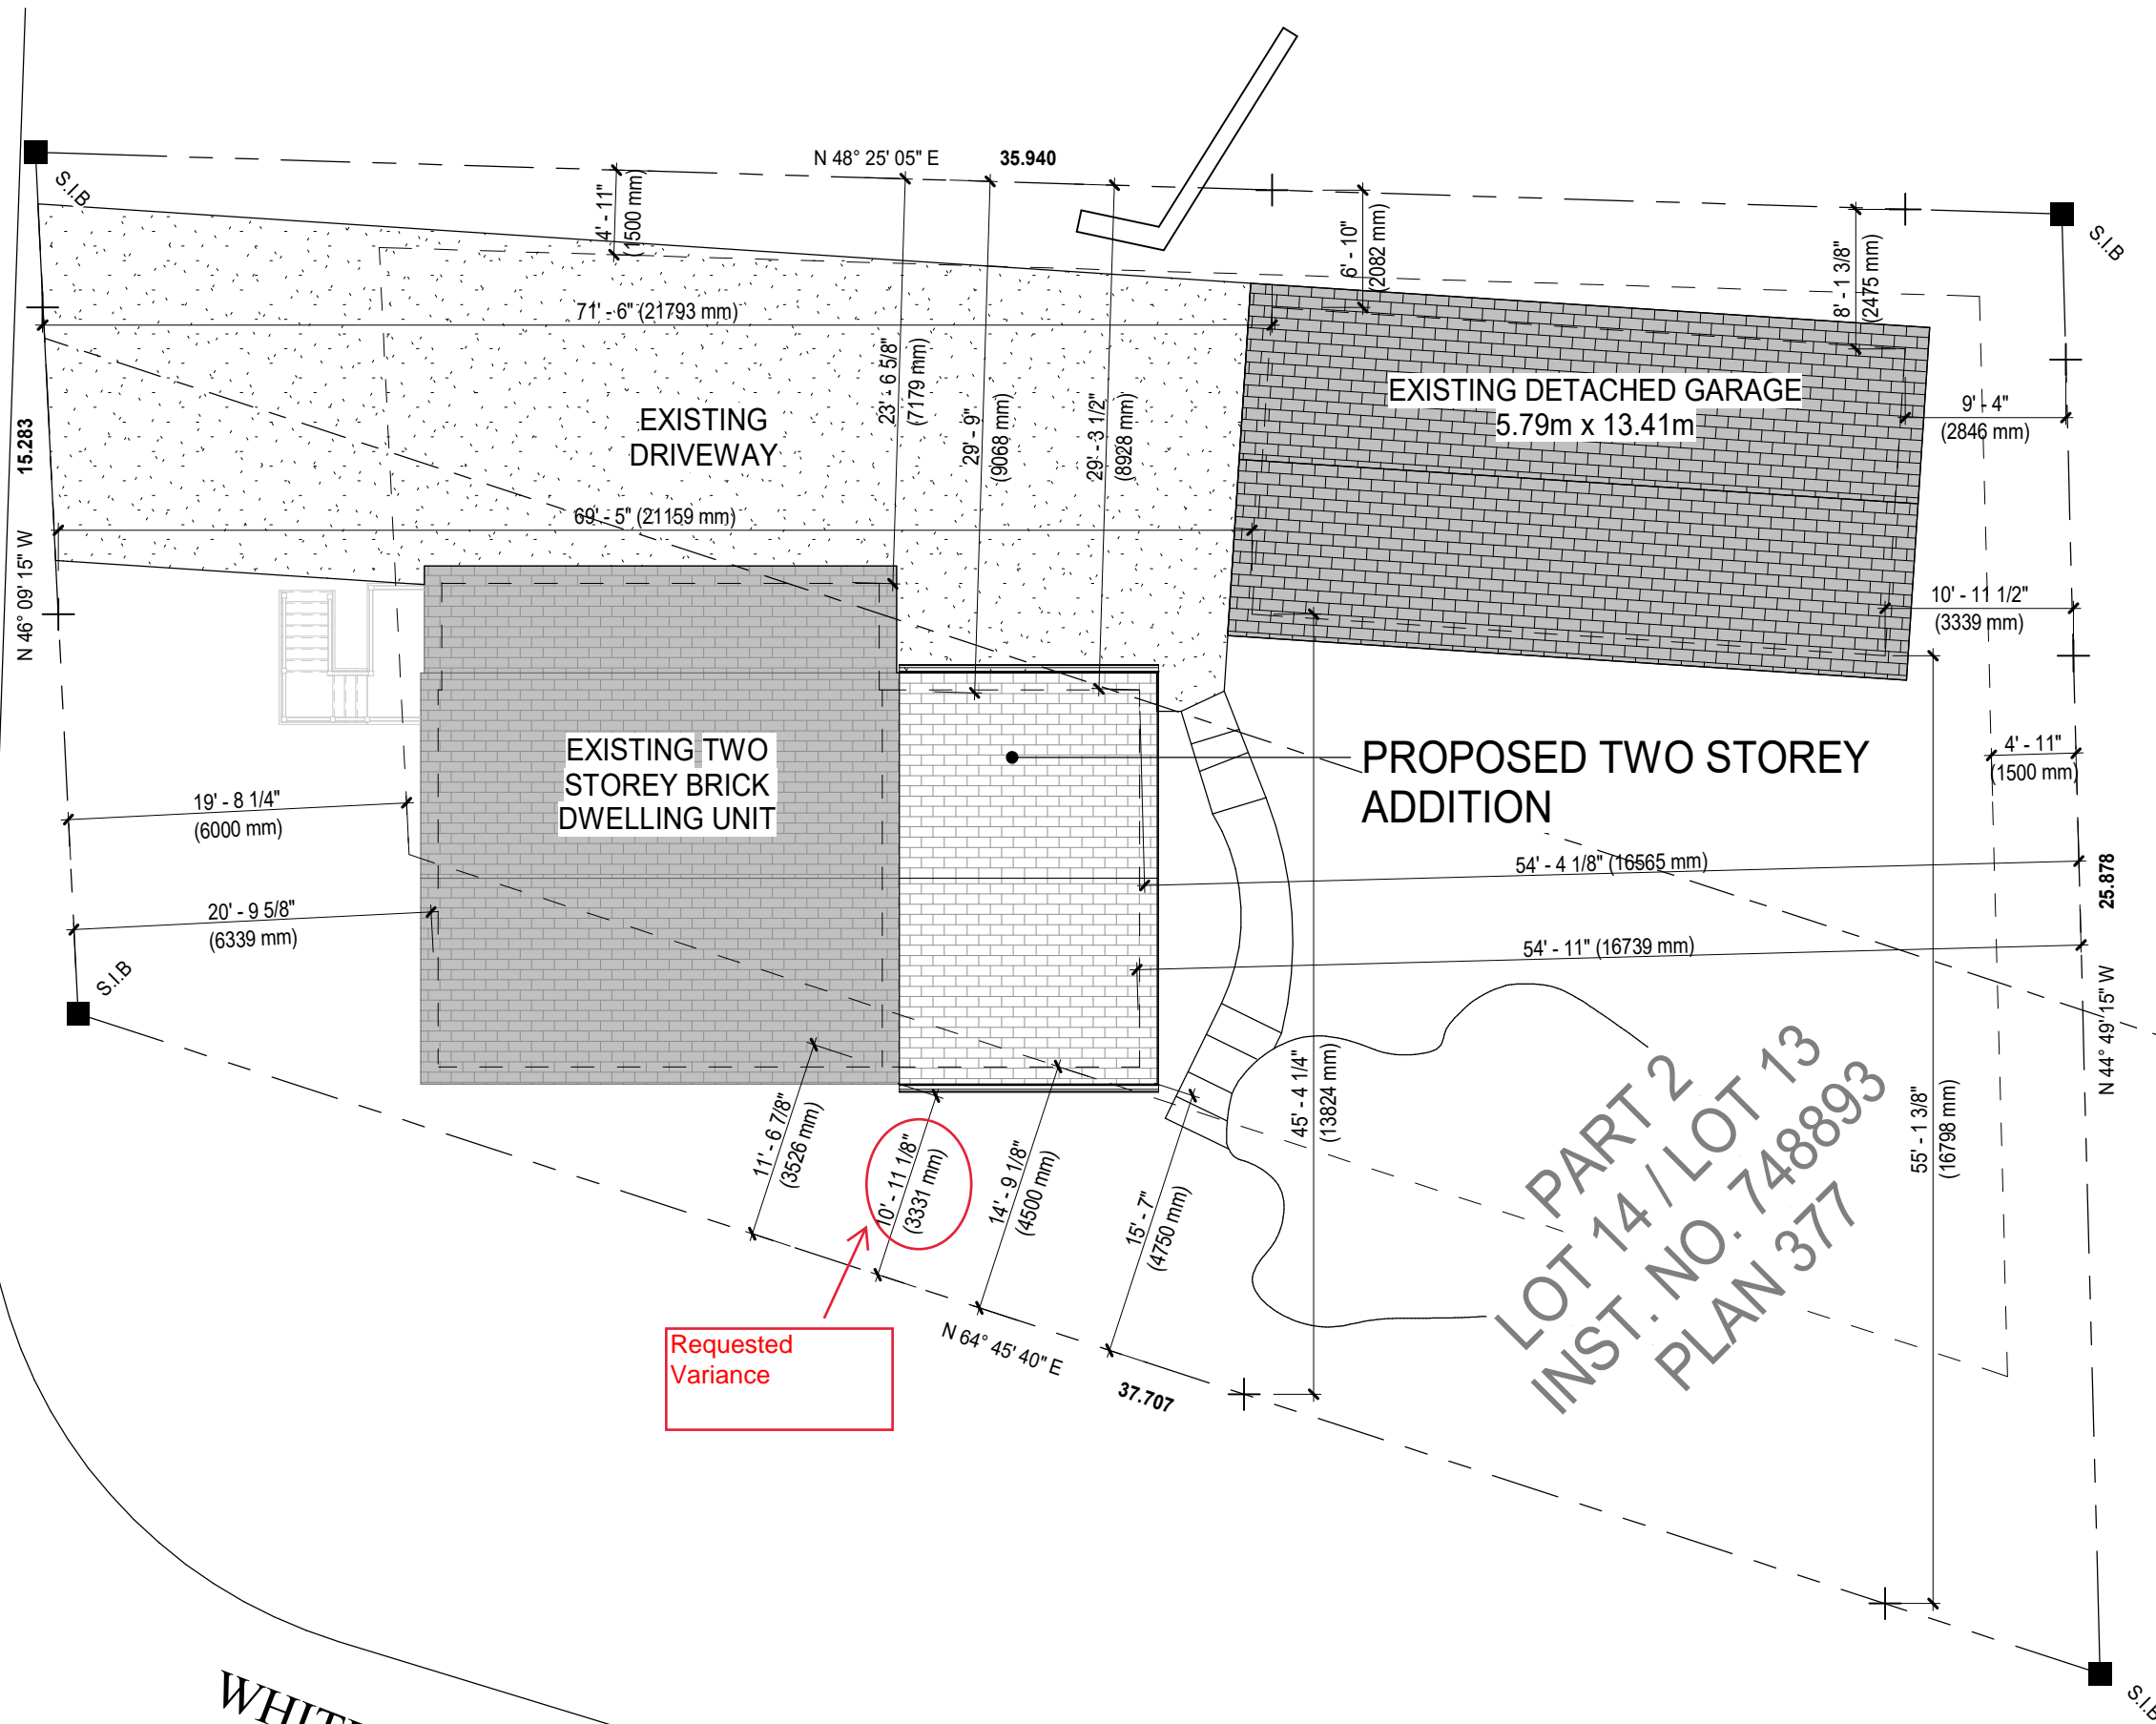 N 48° 25' 05" E 35.940
S.I.B
S.I.B
4' - 11"
(1500 mm)
6' - 10"
(2082 mm)
8' - 1 3/8"
(2475 mm)
71' - 6" (21793 mm)
23' - 6 5/8"
(7179 mm)
29' - 9"
(9068 mm)
29' - 3 1/2"
(8928 mm)
EXISTING
DRIVEWAY
EXISTING DETACHED GARAGE
5.79m x 13.41m
9' - 4"
(2846 mm)
N 46° 09' 15" W 15.283
69' - 5" (21159 mm)
10' - 11 1/2"
(3339 mm)
EXISTING TWO
STOREY BRICK
DWELLING UNIT
PROPOSED TWO STOREY
ADDITION
4' - 11"
(1500 mm)
19' - 8 1/4"
(6000 mm)
54' - 4 1/8" (16565 mm)
20' - 9 5/8"
(6339 mm)
54' - 11" (16739 mm)
N 44° 49' 15" W 25.878
S.I.B
11' - 6 7/8"
(3526 mm)
10' - 11 1/8"
(3331 mm)
14' - 9 1/8"
(4500 mm)
15' - 7"
(4750 mm)
45' - 4 1/4"
(13824 mm)
55' - 1 3/8"
(16798 mm)
PART 2
LOT 14 / LOT 13
INST. NO. 748893
PLAN 377
Requested
Variance
N 64° 45' 40" E 37.707
S.I.B